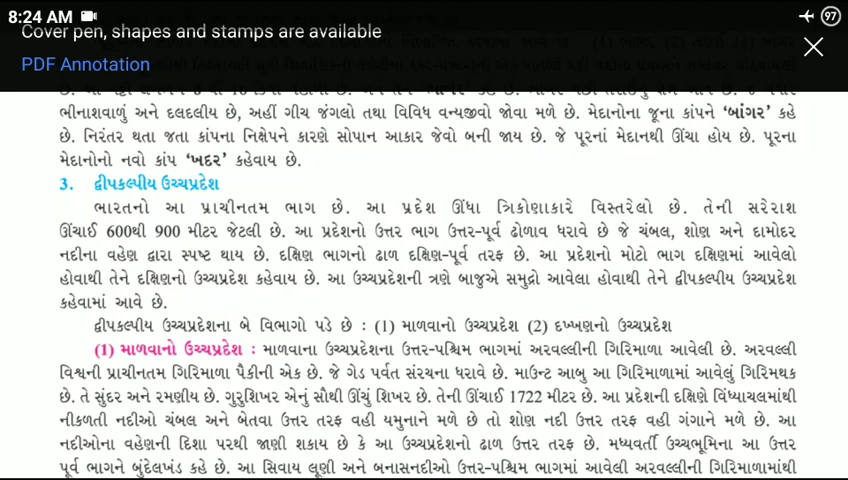 8:24 AM
97
Cover pen, shapes and stamps are available
PDF Annotation
ભીનાશવાળું અને દલદલીય છે, અહીં ગીચ જંગલો તથા વિવિધ વન્યજીવો જોવા મળે છે. મેદાનોના જૂના કાંપને ‘બાંગર’ કહે
છે. નિરંતર થતા જતા કાંપના નિક્ષેપને કારણે સોપાન આકાર જેવો બની જાય છે. જે પૂરનાં મેદાનથી ઊંચા હોય છે. પૂરના
મેદાનોનો નવો કાંપ ‘ખદર’ કહેવાય છે.
3. દ્વીપકલ્પીય ઉચ્ચપ્રદેશ
ભારતનો આ પ્રાચીનતમ ભાગ છે. આ પ્રદેશ ઊંધા ત્રિકોણાકારે વિસ્તરેલો છે. તેની સરેરાશ
ઊંચાઈ 600થી 900 મીટર જેટલી છે. આ પ્રદેશનો ઉત્તર ભાગ ઉત્તર-પૂર્વ ઢોળાવ ધરાવે છે જે ચંબલ, શોણ અને દામોદર
નદીના વહેણ દ્વારા સ્પષ્ટ થાય છે. દક્ષિણ ભાગનો ઢાળ દક્ષિણ-પૂર્વ તરફ છે. આ પ્રદેશનો મોટો ભાગ દક્ષિણમાં આવેલો
હોવાથી તેને દક્ષિણનો ઉચ્ચપ્રદેશ કહેવાય છે. આ ઉચ્ચપ્રદેશની ત્રણે બાજુએ સમુદ્રો આવેલા હોવાથી તેને દ્વીપકલ્પીય ઉચ્ચપ્રદેશ
કહેવામાં આવે છે.
દ્વીપકલ્પીય ઉચ્ચપ્રદેશના બે વિભાગો પડે છે : (1) માળવાનો ઉચ્ચપ્રદેશ (2) દખ્ખણનો ઉચ્ચપ્રદેશ
(1) માળવાનો ઉચ્ચપ્રદેશ : માળવાના ઉચ્ચપ્રદેશના ઉત્તર-પશ્ચિમ ભાગમાં અરવલ્લીની ગિરિમાળા આવેલી છે. અરવલ્લી
વિશ્વની પ્રાચીનતમ ગિરિમાળા પૈકીની એક છે. જે ગેડ પર્વત સંરચના ધરાવે છે. માઉન્ટ આબુ આ ગિરિમાળામાં આવેલું ગિરિમથક
છે. તે સુંદર અને રમણીય છે. ગુરુશિખર એનું સૌથી ઊંચું શિખર છે. તેની ઊંચાઈ 1722 મીટર છે. આ પ્રદેશની દક્ષિણે વિંધ્યાચલમાંથી
નીકળતી નદીઓ ચંબલ અને બેતવા ઉત્તર તરફ વહી યમુનાને મળે છે તો શોણ નદી ઉત્તર તરફ વહી ગંગાને મળે છે. આ
નદીઓના વહેણની દિશા પરથી જાણી શકાય છે કે આ ઉચ્ચપ્રદેશનો ઢાળ ઉત્તર તરફ છે. મધ્યવર્તી ઉચ્ચભૂમિના આ ઉત્તર
પૂર્વ ભાગને બુંદેલખંડ કહે છે. આ સિવાય લૂણી અને બનાસનદીઓ ઉત્તર-પશ્ચિમ ભાગમાં આવેલી અરવલ્લીની ગિરિમાળામાંથી